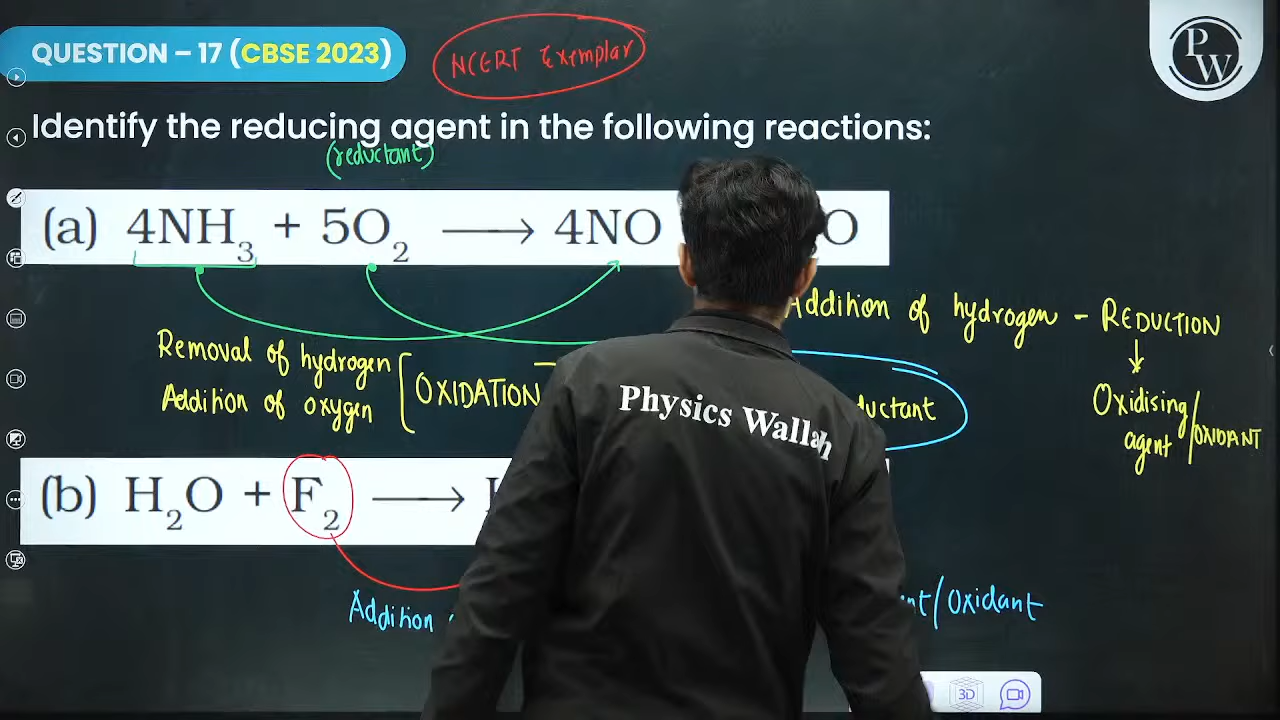 QUESTION – 17 (CBSE 2023)
NCERT Exemplar
PW
Identify the reducing agent in the following reactions:
(reductant)
(a) 4NH₃ + 5O₂ ⟶ 4NO O
Addition of hydrogen – REDUCTION
Removal of hydrogen
Addition of oxygen
OXIDATION –
Oxidising agent/OXIDANT
Physics Wallah
(b) H₂O + F₂ ⟶
Addition
/Oxidant
3D